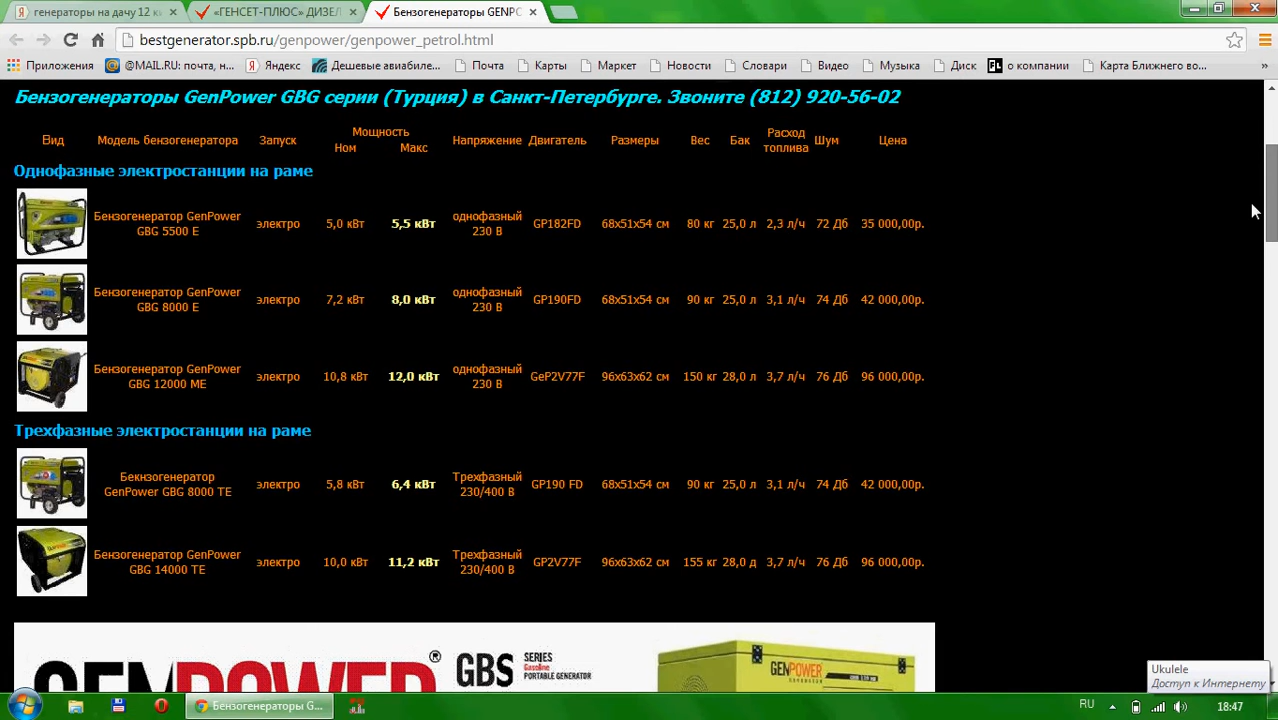 генераторы на дачу 12 к
«ГЕНСЕТ-ПЛЮС» ДИЗЕЛ
Бензогенераторы GENPO
bestgenerator.spb.ru/genpower/genpower_petrol.html
Приложения
@MAIL.RU: почта, н...
Яндекс
Дешевые авиабиле...
Почта
Карты
Маркет
Новости
Словари
Видео
Музыка
Диск
о компании
Карта Ближнего во...
»
Бензогенераторы GenPower GBG серии (Турция) в Санкт-Петербурге. Звоните (812) 920-56-02
Вид Модель бензогенератора Запуск Мощность Ном Макс Напряжение Двигатель Размеры Вес Бак Расход топлива Шум Цена
Однофазные электростанции на раме
Бензогенератор GenPower GBG 5500 E электро 5,0 кВт 5,5 кВт однофазный 230 В GP182FD 68x51x54 см 80 кг 25,0 л 2,3 л/ч 72 Дб 35 000,00р.
Бензогенератор GenPower GBG 8000 E электро 7,2 кВт 8,0 кВт однофазный 230 В GP190FD 68x51x54 см 90 кг 25,0 л 3,1 л/ч 74 Дб 42 000,00р.
Бензогенератор GenPower GBG 12000 ME электро 10,8 кВт 12,0 кВт однофазный 230 В GeP2V77F 96x63x62 см 150 кг 28,0 л 3,7 л/ч 76 Дб 96 000,00р.
Трехфазные электростанции на раме
Бекнзогенератор GenPower GBG 8000 TE электро 5,8 кВт 6,4 кВт Трехфазный 230/400 В GP190 FD 68x51x54 см 90 кг 25,0 л 3,1 л/ч 74 Дб 42 000,00р.
Бензогенератор GenPower GBG 14000 TE электро 10,0 кВт 11,2 кВт Трехфазный 230/400 В GP2V77F 96x63x62 см 155 кг 28,0 д 3,7 л/ч 76 Дб 96 000,00р.
GENPOWER®
GBS SERIES
Gasoline
PORTABLE GENERATOR
GENPOWER
Ukulele
Доступ к Интернету
Бензогенераторы G...
RU
18:47